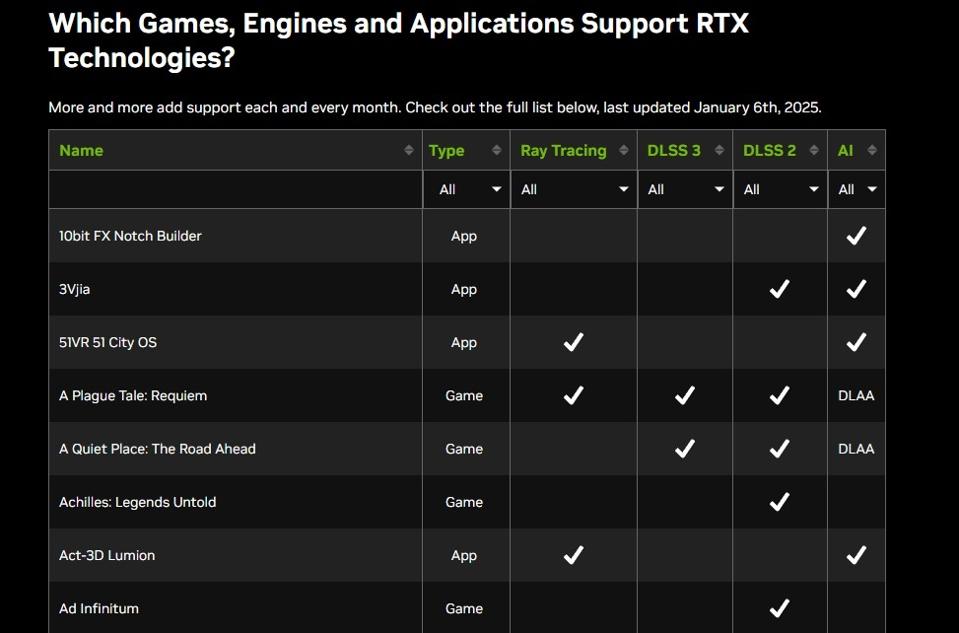 Which Games, Engines and Applications Support RTX
Technologies?
More and more add support each and every month. Check out the full list below, last updated January 6th, 2025.
Name Type Ray Tracing DLSS 3 DLSS 2 AI
All All All All All
10bit FX Notch Builder App
3Vjia App
51VR 51 City OS App
A Plague Tale: Requiem Game DLAA
A Quiet Place: The Road Ahead Game DLAA
Achilles: Legends Untold Game
Act-3D Lumion App
Ad Infinitum Game